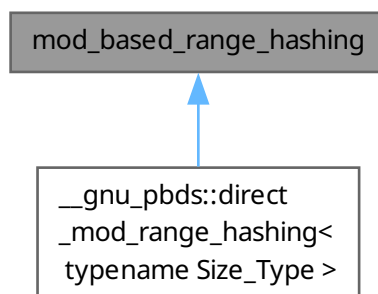 mod_based_range_hashing
__gnu_pbds::direct
_mod_range_hashing<
typename Size_Type >